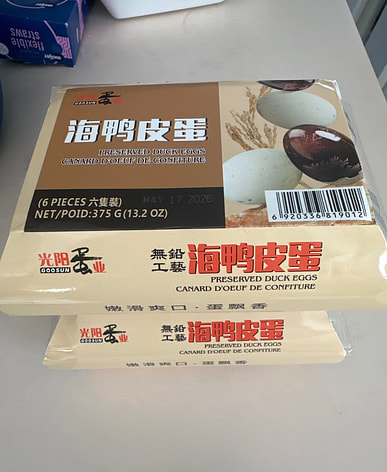 flexible
straws
meijer
光阳蛋业
GOOSUN
海鸭皮蛋
PRESERVED DUCK EGGS
CANARD D'OEUF DE CONFITURE
(6 PIECES 六隻裝)
MAY 17 2026
NET/POID:375 G(13.2 OZ)
6 920336 819012
光阳蛋业
GOOSUN
無鉛
工藝
海鸭皮蛋
PRESERVED DUCK EGGS
CANARD D'OEUF DE CONFITURE
嫩滑爽口·蛋飘香
光阳蛋业
GOOSUN
無鉛
工藝
海鸭皮蛋
PRESERVED DUCK EGGS
CANARD D'OEUF DE CONFITURE
嫩滑爽口·蛋飘香